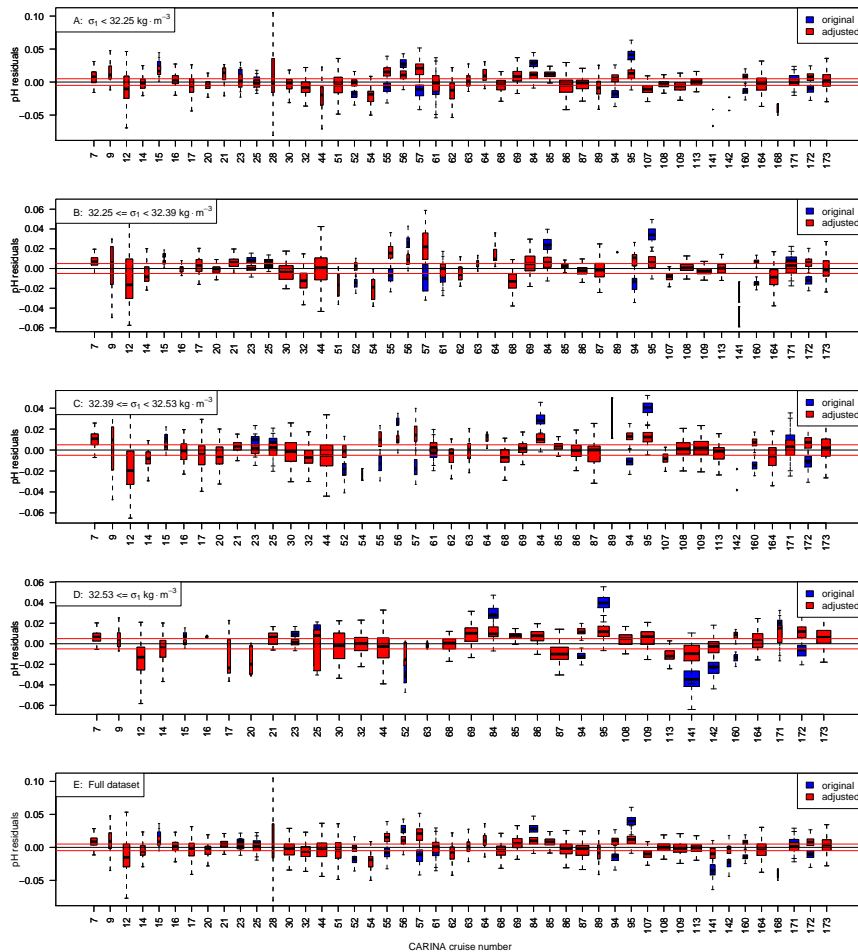 A: σ1 < 32.25 kg·m−3
original
adjusted
pH residuals
0.10
0.05
0.00
−0.05
7 9 12 14 15 16 17 20 21 23 25 28 30 32 44 51 52 54 55 56 57 61 62 63 64 68 69 84 85 86 87 89 94 95 107 108 109 113 141 142 160 164 168 171 172 173
B: 32.25 <= σ1 < 32.39 kg·m−3
original
adjusted
pH residuals
0.06
0.04
0.02
0.00
−0.02
−0.04
−0.06
7 9 12 14 15 16 17 20 21 23 25 30 32 44 51 52 54 55 56 57 61 62 63 64 68 69 84 85 86 87 89 94 95 107 108 109 113 141 160 164 171 172 173
C: 32.39 <= σ1 < 32.53 kg·m−3
original
adjusted
pH residuals
0.04
0.02
0.00
−0.02
−0.04
−0.06
7 9 12 14 15 16 17 20 21 23 25 26 30 32 44 52 54 55 56 57 61 62 63 64 68 69 84 85 86 87 89 94 95 107 108 109 113 142 160 164 171 172 173
D: 32.53 <= σ1 kg·m−3
original
adjusted
pH residuals
0.06
0.04
0.02
0.00
−0.02
−0.04
−0.06
7 9 12 14 15 16 17 20 21 23 25 30 32 44 52 63 68 69 84 85 86 87 94 95 108 109 113 141 142 160 164 171 172 173
E: Full dataset
original
adjusted
pH residuals
0.10
0.05
0.00
−0.05
7 9 12 14 15 16 17 20 21 23 25 28 30 32 44 51 52 54 55 56 57 61 62 63 64 68 69 84 85 86 87 89 94 95 107 108 109 113 141 142 160 164 168 171 172 173
CARINA cruise number